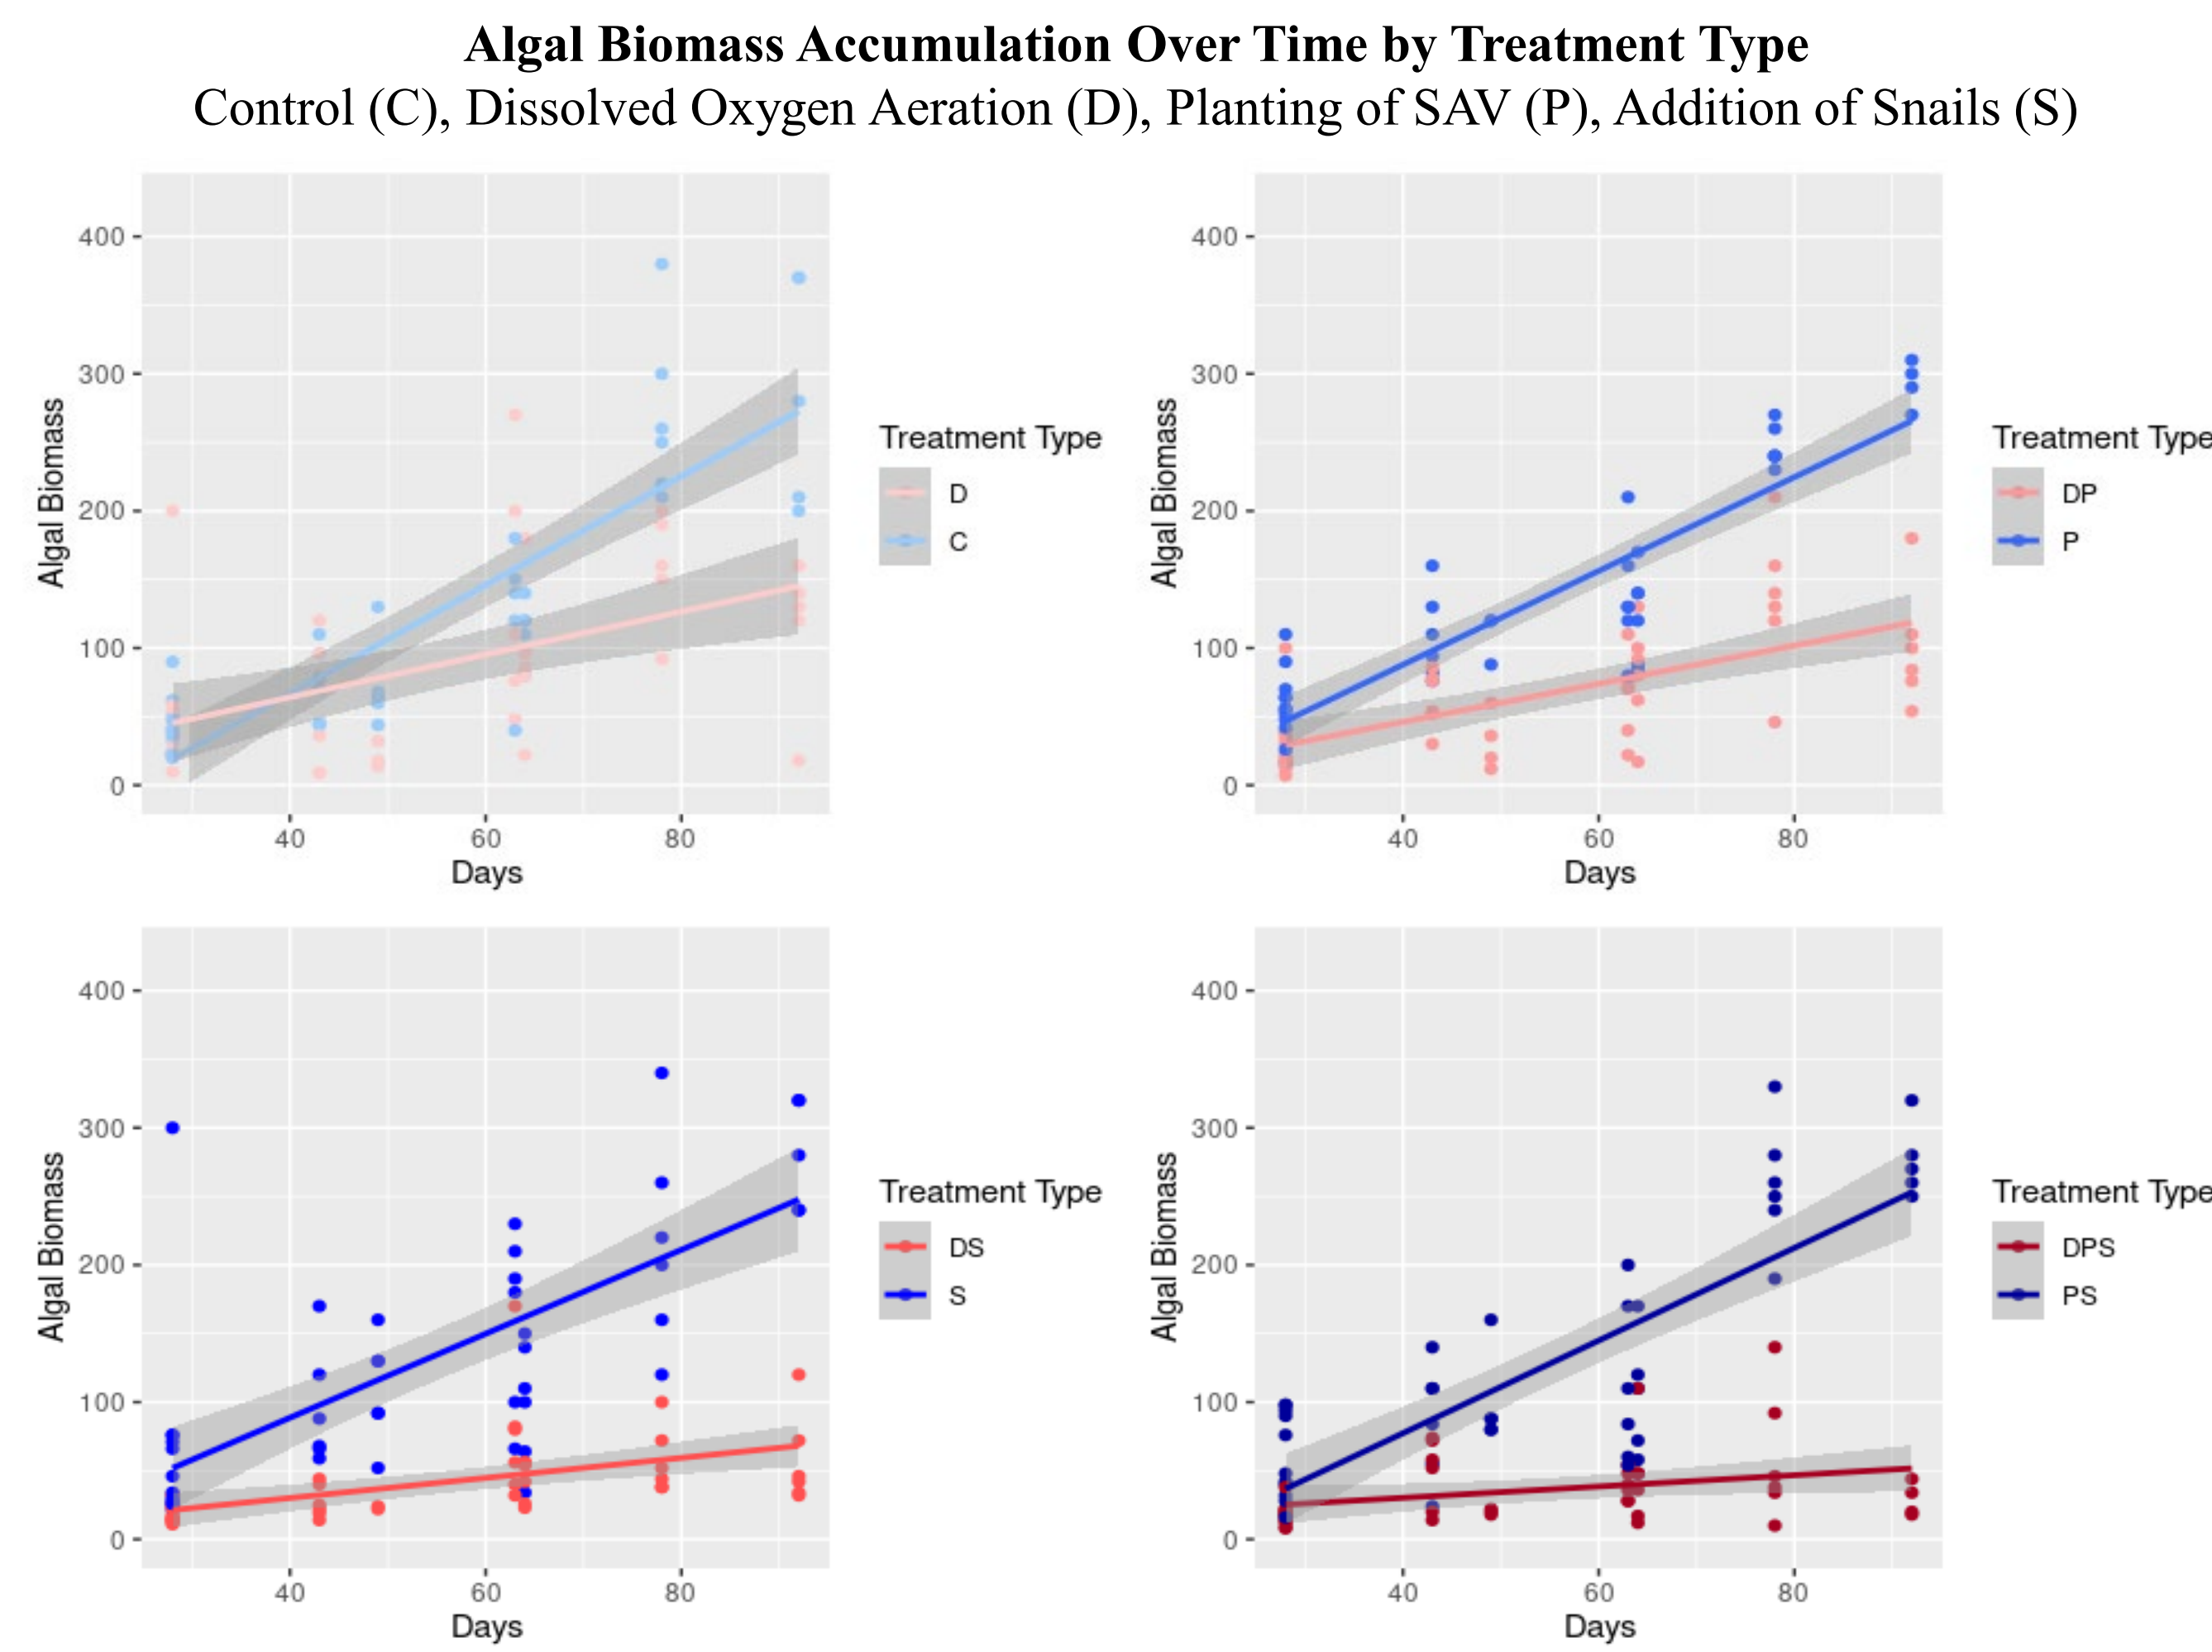 Algal Biomass Accumulation Over Time by Treatment Type
Control (C), Dissolved Oxygen Aeration (D), Planting of SAV (P), Addition of Snails (S)
Algal Biomass
400
300
200
100
0
40 60 80
Days
Treatment Type
D
C
Algal Biomass
400
300
200
100
0
40 60 80
Days
Treatment Type
DP
P
Algal Biomass
400
300
200
100
0
40 60 80
Days
Treatment Type
DS
S
Algal Biomass
400
300
200
100
0
40 60 80
Days
Treatment Type
DPS
PS